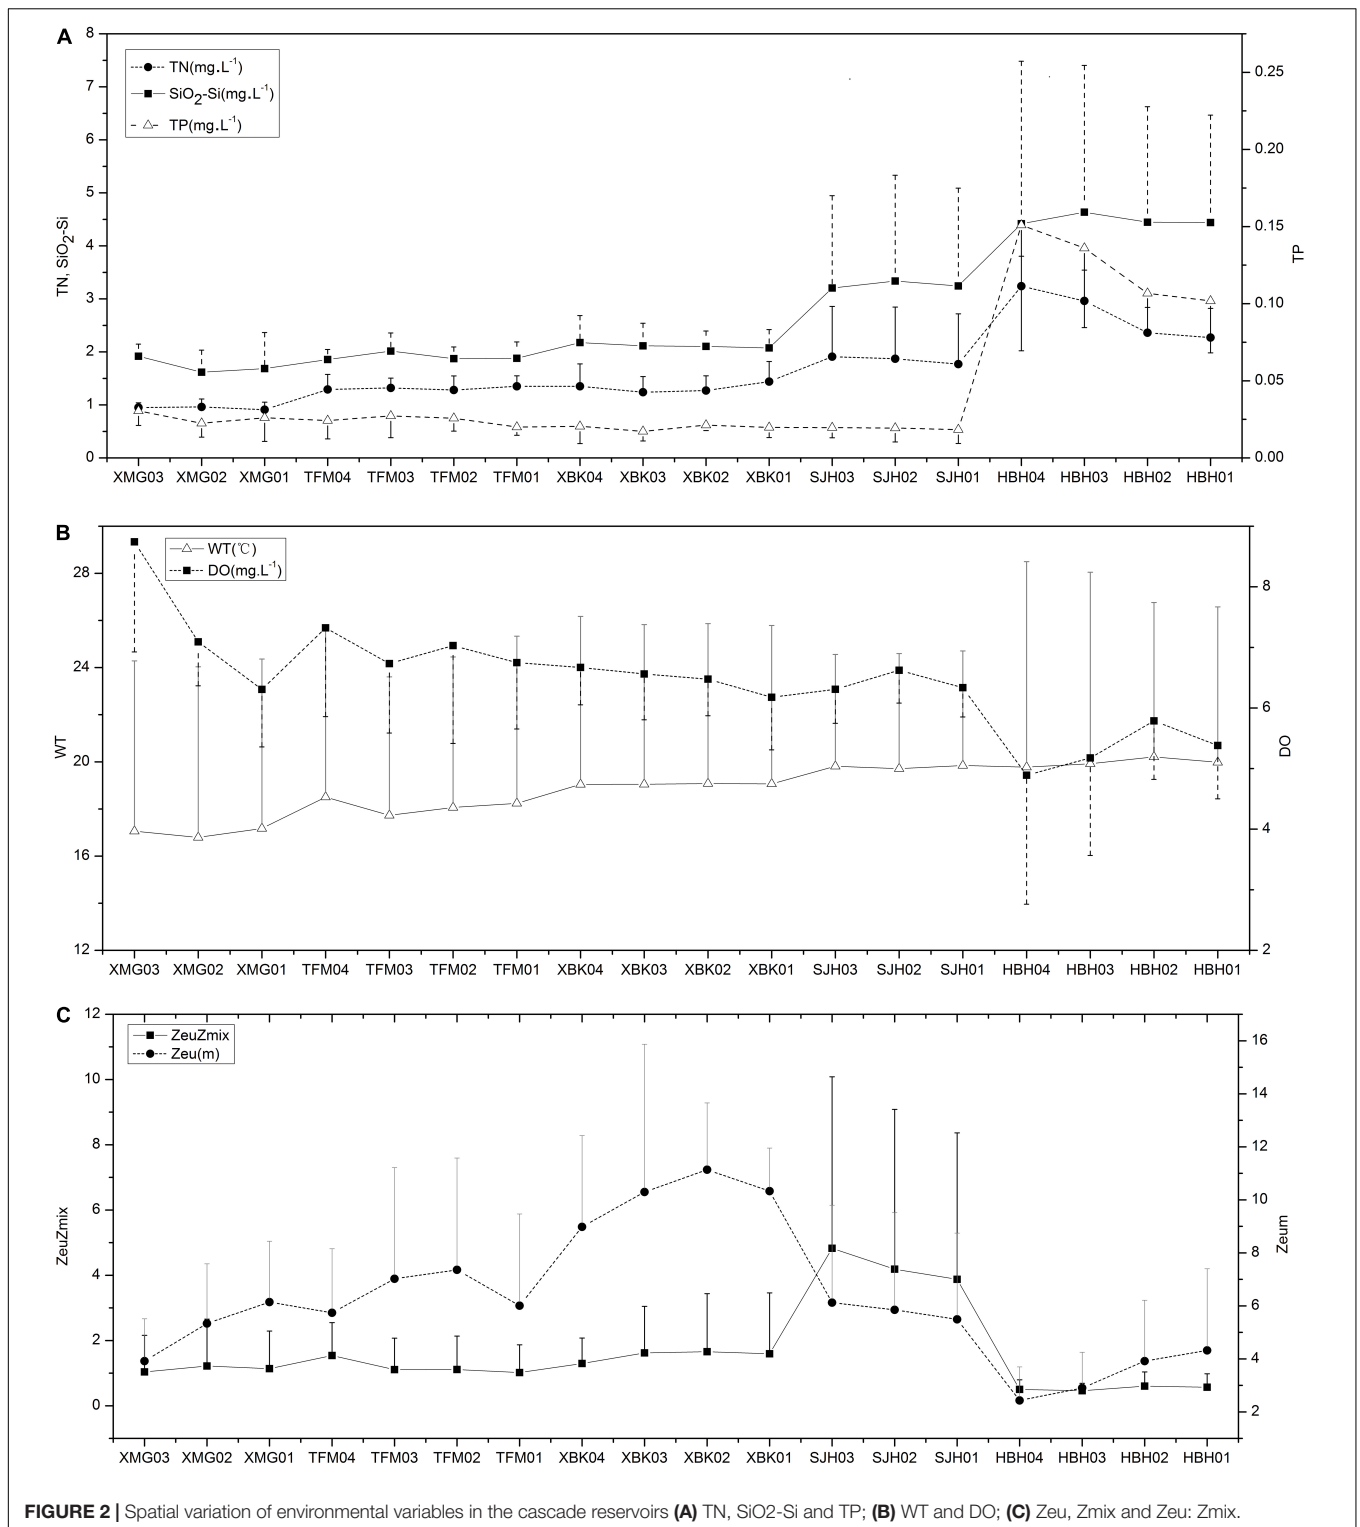 A
8
7
6
5
4
3
2
1
0
TN, SiO2-Si
TN(mg.L-1)
SiO2-Si(mg.L-1)
TP(mg.L-1)
0.25
0.20
0.15
0.10
0.05
0.00
TP
XMG03 XMG02 XMG01 TFM04 TFM03 TFM02 TFM01 XBK04 XBK03 XBK02 XBK01 SJH03 SJH02 SJH01 HBH04 HBH03 HBH02 HBH01
B
28
24
20
16
12
WT
WT(℃)
DO(mg.L-1)
8
6
4
2
DO
XMG03 XMG02 XMG01 TFM04 TFM03 TFM02 TFM01 XBK04 XBK03 XBK02 XBK01 SJH03 SJH02 SJH01 HBH04 HBH03 HBH02 HBH01
C
12
10
8
6
4
2
0
ZeuZmix
ZeuZmix
Zeu(m)
16
14
12
10
8
6
4
2
Zeum
XMG03 XMG02 XMG01 TFM04 TFM03 TFM02 TFM01 XBK04 XBK03 XBK02 XBK01 SJH03 SJH02 SJH01 HBH04 HBH03 HBH02 HBH01
FIGURE 2 | Spatial variation of environmental variables in the cascade reservoirs (A) TN, SiO2-Si and TP; (B) WT and DO; (C) Zeu, Zmix and Zeu: Zmix.